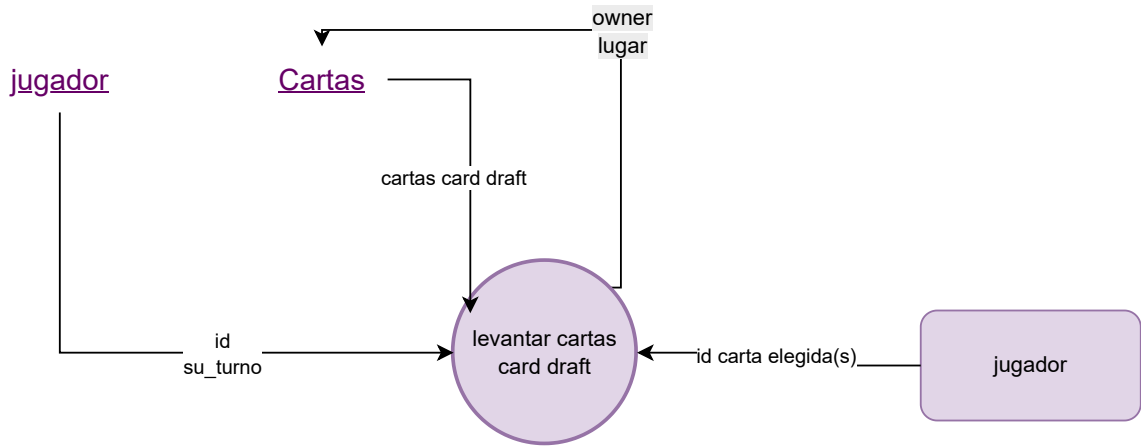 owner
lugar
jugador
Cartas
cartas card draft
levantar cartas
card draft
id
su_turno
id carta elegida(s)
jugador